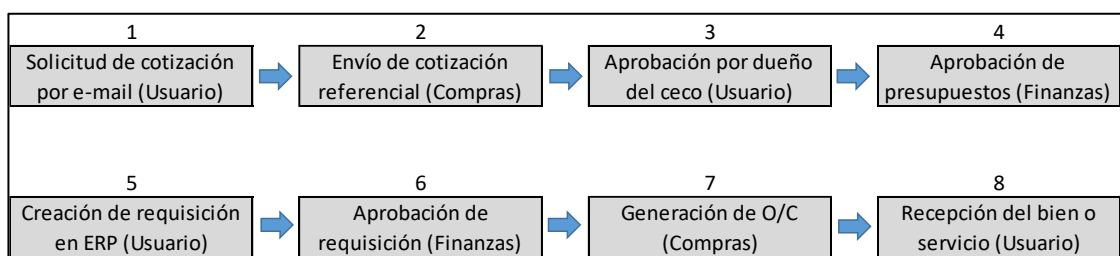 1
Solicitud de cotización
por e-mail (Usuario)
2
Envío de cotización
referencial (Compras)
3
Aprobación por dueño
del ceco (Usuario)
4
Aprobación de
presupuestos (Finanzas)
5
Creación de requisición
en ERP (Usuario)
6
Aprobación de
requisición (Finanzas)
7
Generación de O/C
(Compras)
8
Recepción del bien o
servicio (Usuario)